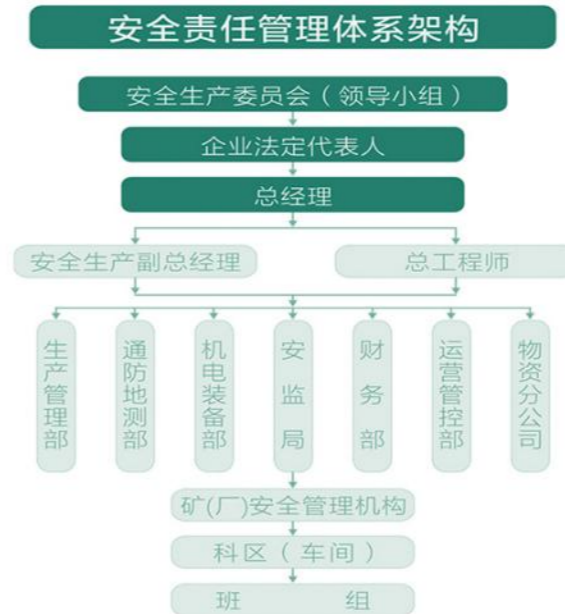 安全责任管理体系架构
安全生产委员会（领导小组）
企业法定代表人
总经理
安全生产副总经理
总工程师
生产管理部
通防地测部
机电装备部
安监局
财务部
运营管控部
物资分公司
矿(厂)安全管理机构
科区（车间）
班 组